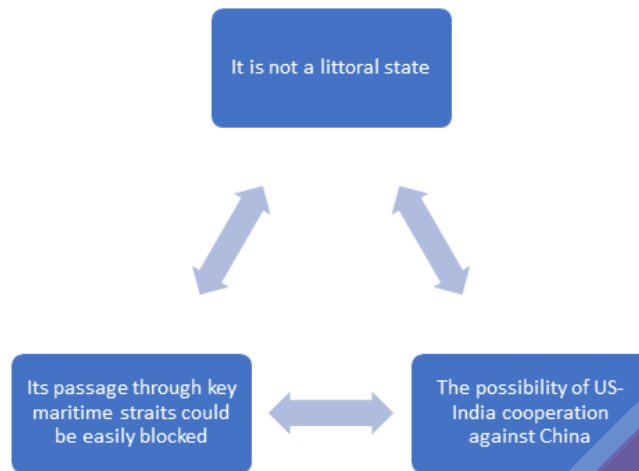 It is not a littoral state
Its passage through key
maritime straits could
be easily blocked
The possibility of US-
India cooperation
against China